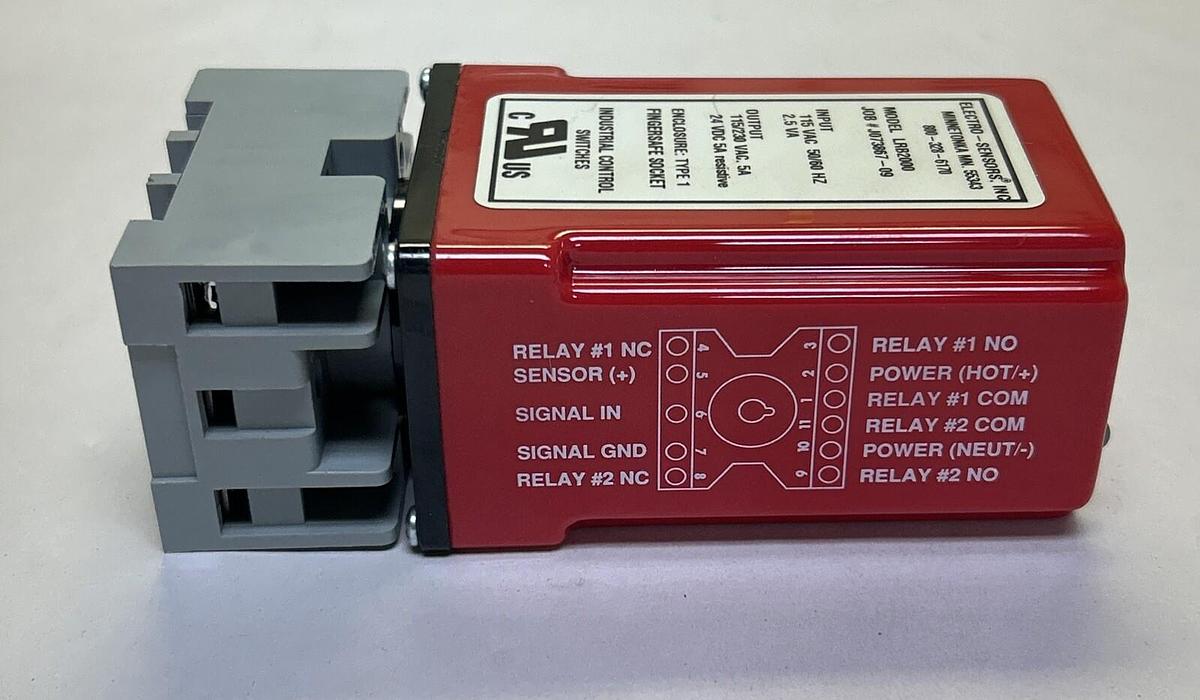 ELECTRO-SENSORS,® INC
MINNETONKA MN. 55343
800-328-6170
MODEL LRB2000
JOB # J073967-09
INPUT
115 VAC 50/60 HZ
2.5 VA
OUTPUT
115/230 VAC, 5A
24 VDC 5A resistive
ENCLOSURE: TYPE 1
FINGERSAFE SOCKET
INDUSTRIAL CONTROL
SWITCHES
C RU US
RELAY #1 NC 4 3 RELAY #1 NO
SENSOR (+) 5 2 POWER (HOT/+)
1 RELAY #1 COM
SIGNAL IN 6
11 RELAY #2 COM
SIGNAL GND 7 10 POWER (NEUT/-)
RELAY #2 NC 8 9 RELAY #2 NO